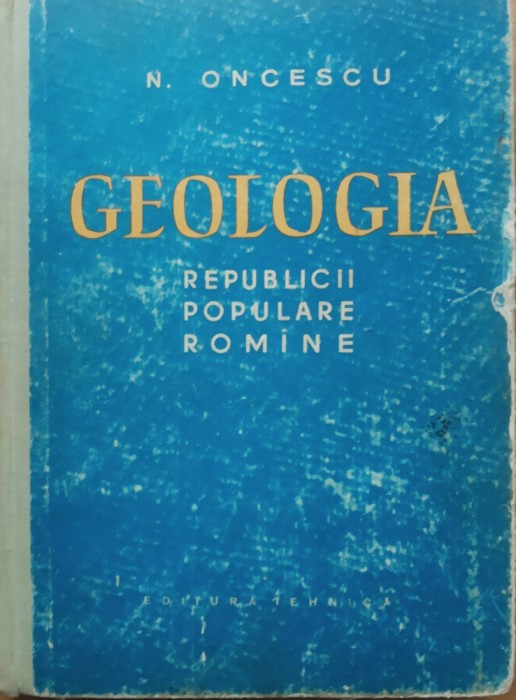 N. ONCESCU
GEOLOGIA
REPUBLICII
POPULARE
ROMÎNE
EDITURA TEHNICĂ